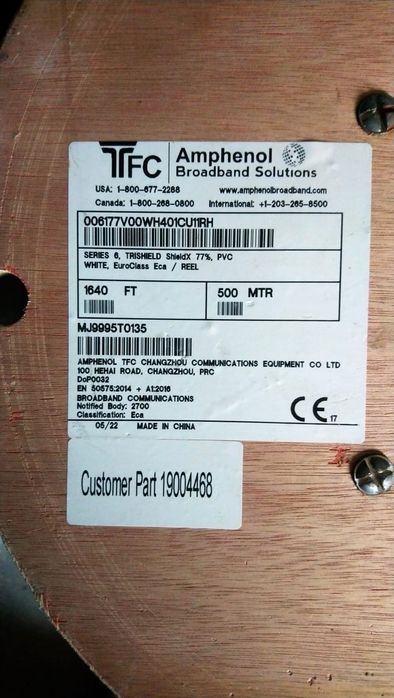 TFC Amphenol
Broadband Solutions
USA: 1-800-677-2288 www.amphenolbroadband.com
Canada: 1-800-268-0800 International: +1-203-265-8500
006177V00WH401CU11RH
SERIES 6, TRISHIELD ShieldX 77%, PVC
WHITE, EuroClass Eca / REEL
1640 FT 500 MTR
MJ9995T0135
AMPHENOL TFC CHANGZHOU COMMUNICATIONS EQUIPMENT CO LTD
100 HEHAI ROAD, CHANGZHOU, PRC
DoP0032
EN 50575:2014 + A1:2016
BROADBAND COMMUNICATIONS
Notified Body: 2700
Classification: Eca
CE 17
05/22 MADE IN CHINA
Customer Part 19004468